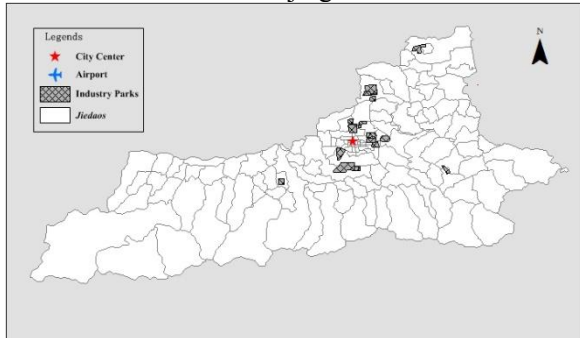 N
Legends
City Center
Airport
Industry Parks
Jiedaos